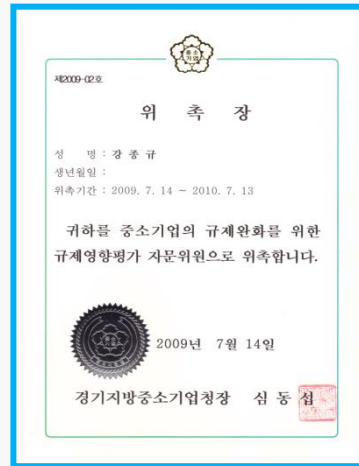 중소
기업
제2009-02호
위 촉 장
성 명 : 강 종 규
생년월일 :
위촉기간 : 2009. 7. 14 ~ 2010. 7. 13
귀하를 중소기업의 규제완화를 위한
규제영향평가 자문위원으로 위촉합니다.
2009년 7월 14일
경기지방중소기업청장 심 동 섭